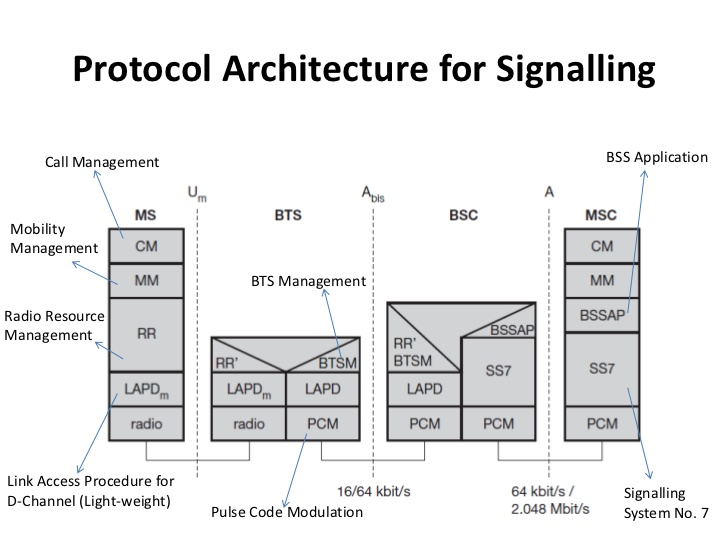 Protocol Architecture for Signalling
Call Management
BSS Application
Um
Abis
A
MS
BTS
BSC
MSC
Mobility
Management
CM
CM
MM
BTS Management
MM
Radio Resource
Management
RR
RR’
BTSM
RR’
BTSM
BSSAP
BSSAP
SS7
SS7
LAPDm
LAPDm
LAPD
LAPD
radio
radio
PCM
PCM
PCM
PCM
Link Access Procedure for
D-Channel (Light-weight)
Pulse Code Modulation
16/64 kbit/s
64 kbit/s /
2.048 Mbit/s
Signalling
System No. 7